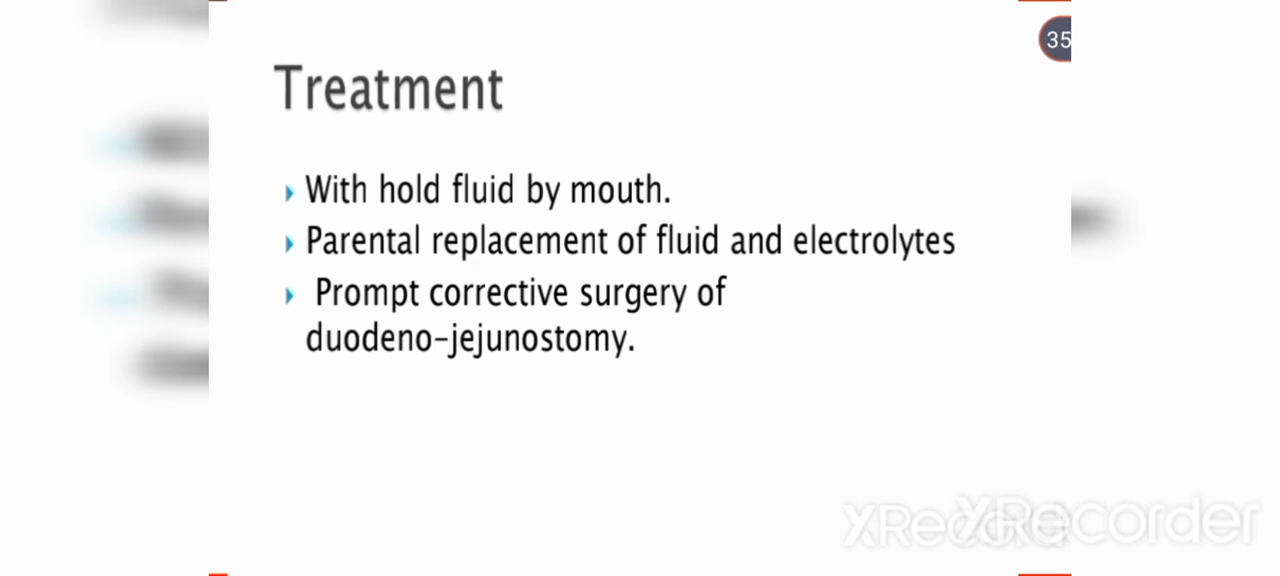 35
Treatment
With hold fluid by mouth.
Parental replacement of fluid and electrolytes
Prompt corrective surgery of
duodeno-jejunostomy.
XRecorder
XRecorder